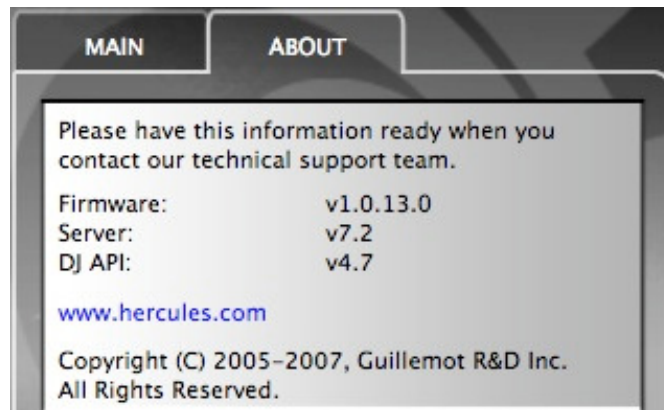 MAIN ABOUT
Please have this information ready when you
contact our technical support team.
Firmware: v1.0.13.0
Server: v7.2
DJ API: v4.7
www.hercules.com
Copyright (C) 2005-2007, Guillemot R&D Inc.
All Rights Reserved.